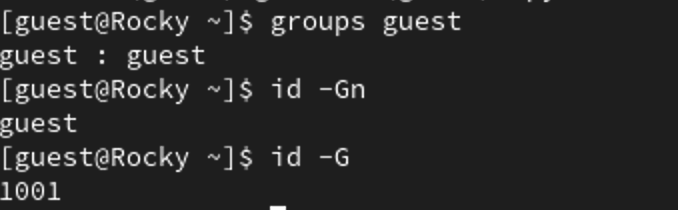 [guest@Rocky ~]$ groups guest
guest : guest
[guest@Rocky ~]$ id -Gn
guest
[guest@Rocky ~]$ id -G
1001